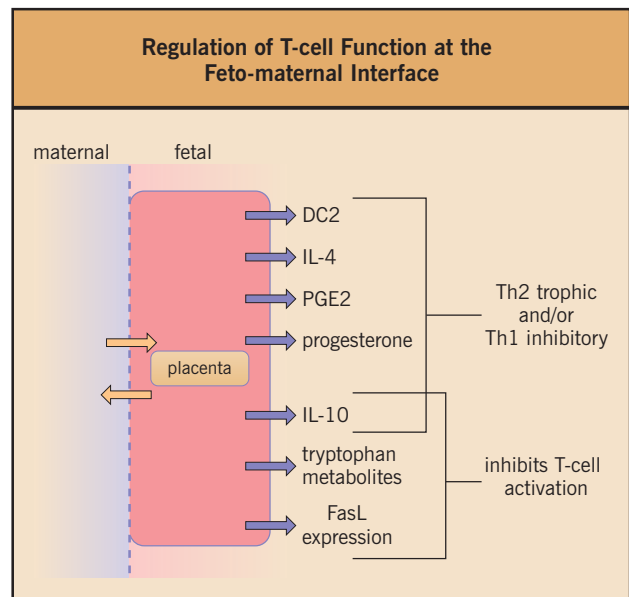 Regulation of T-cell Function at the
Feto-maternal Interface
maternal
fetal
DC2
IL-4
PGE2
progesterone
placenta
IL-10
tryptophan
metabolites
FasL
expression
Th2 trophic
and/or
Th1 inhibitory
inhibits T-cell
activation